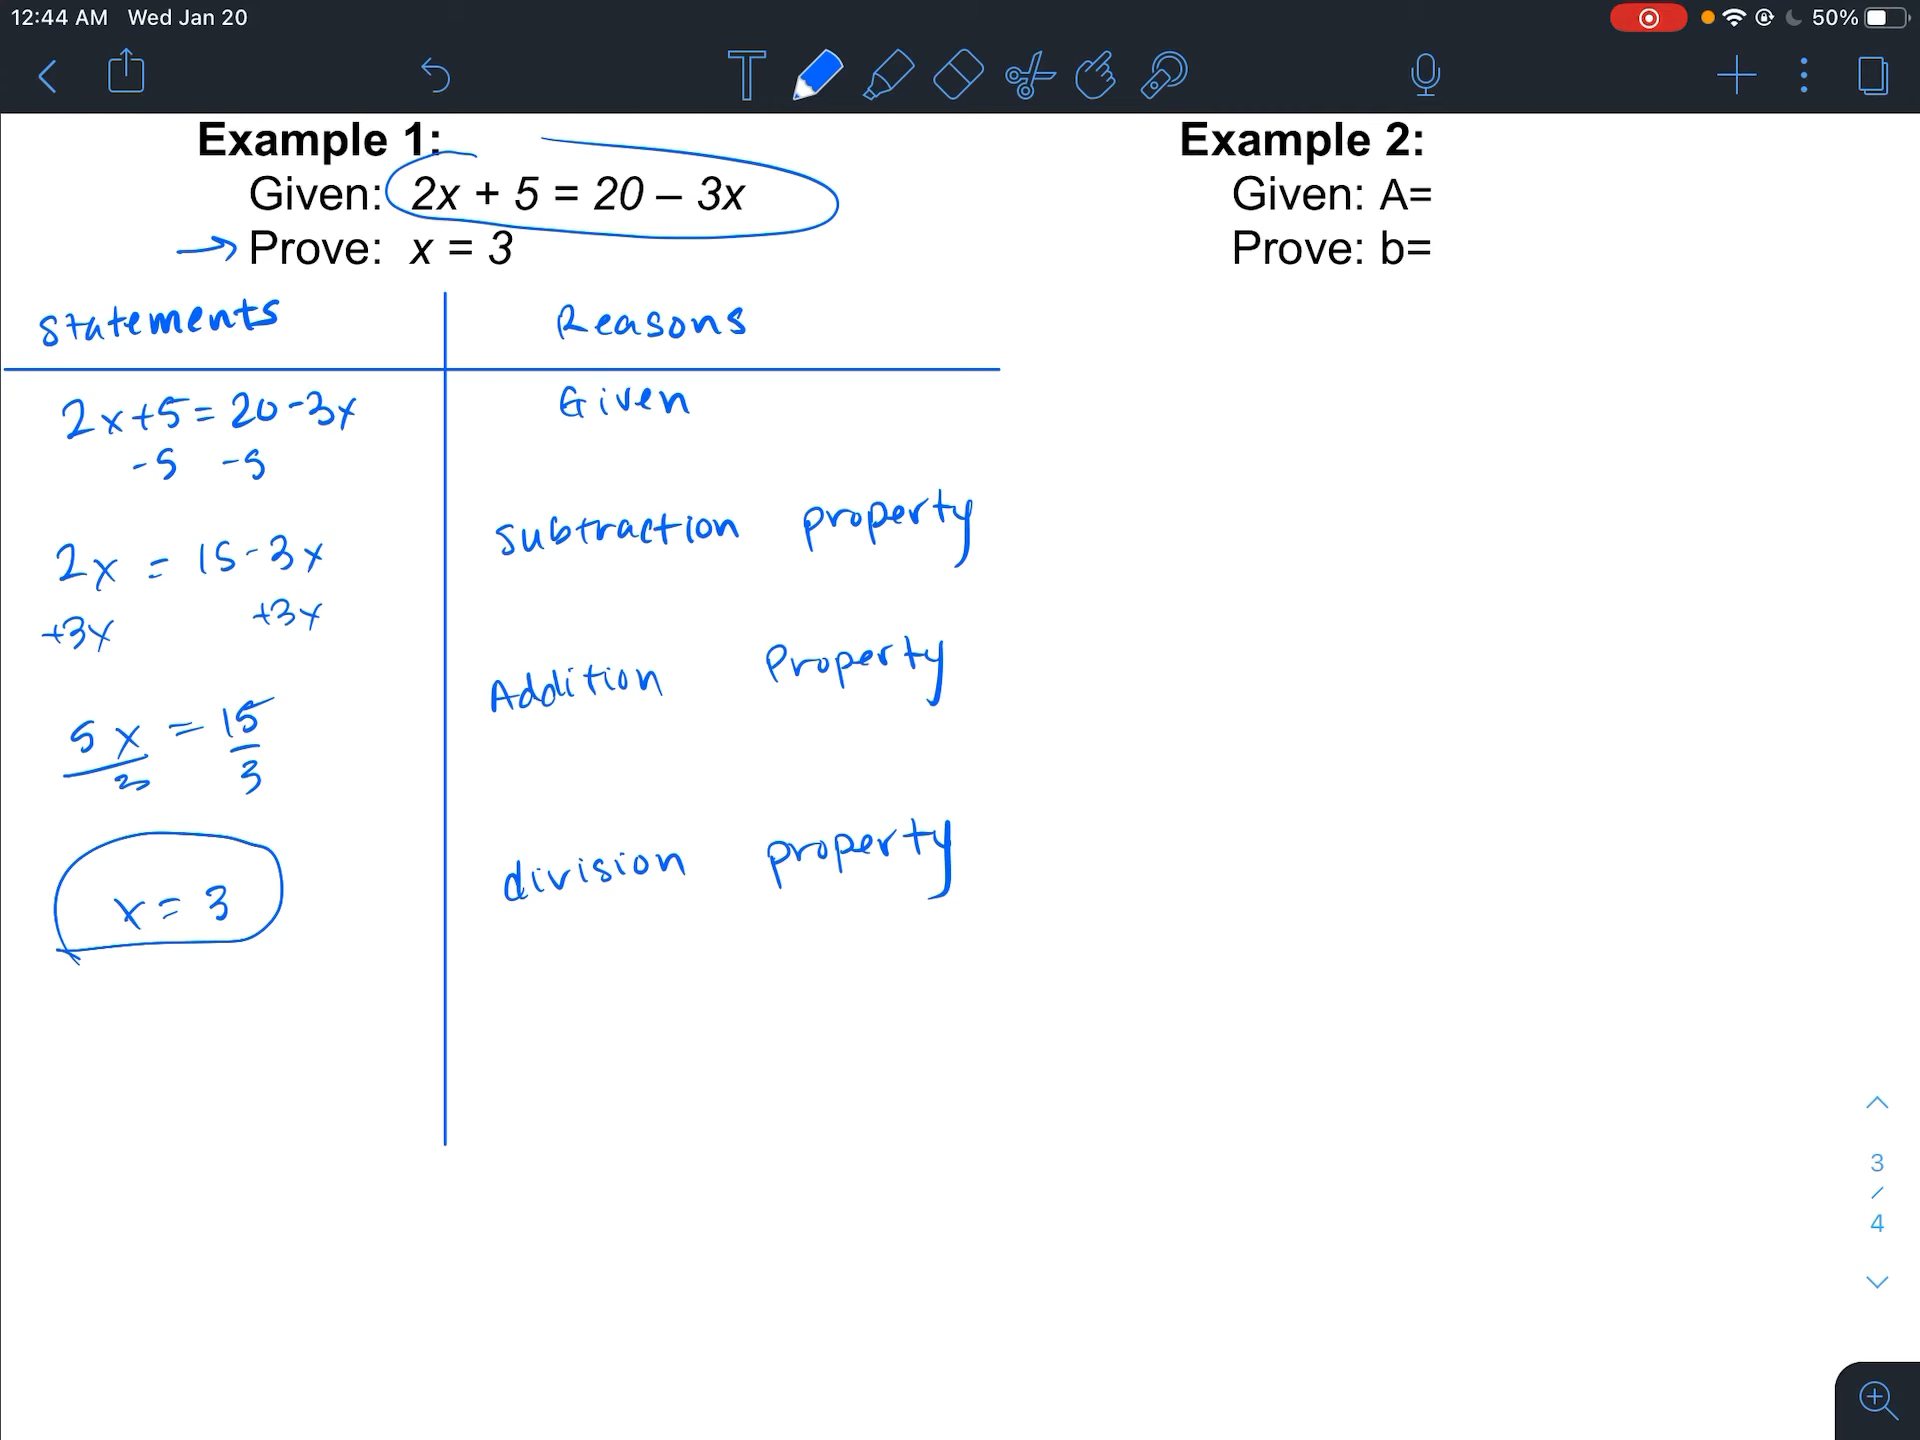 12:44 AM Wed Jan 20
50%
T
Example 1:
Given: 2x + 5 = 20 – 3x
→ Prove: x = 3
Statements
Reasons
2x+5 = 20-3x
Given
-5 -5
2x = 15-3x
Subtraction property
+3x +3x
Addition Property
5x = 15
3 3
x = 3
division property
Example 2:
Given: A=
Prove: b=
3
/
4